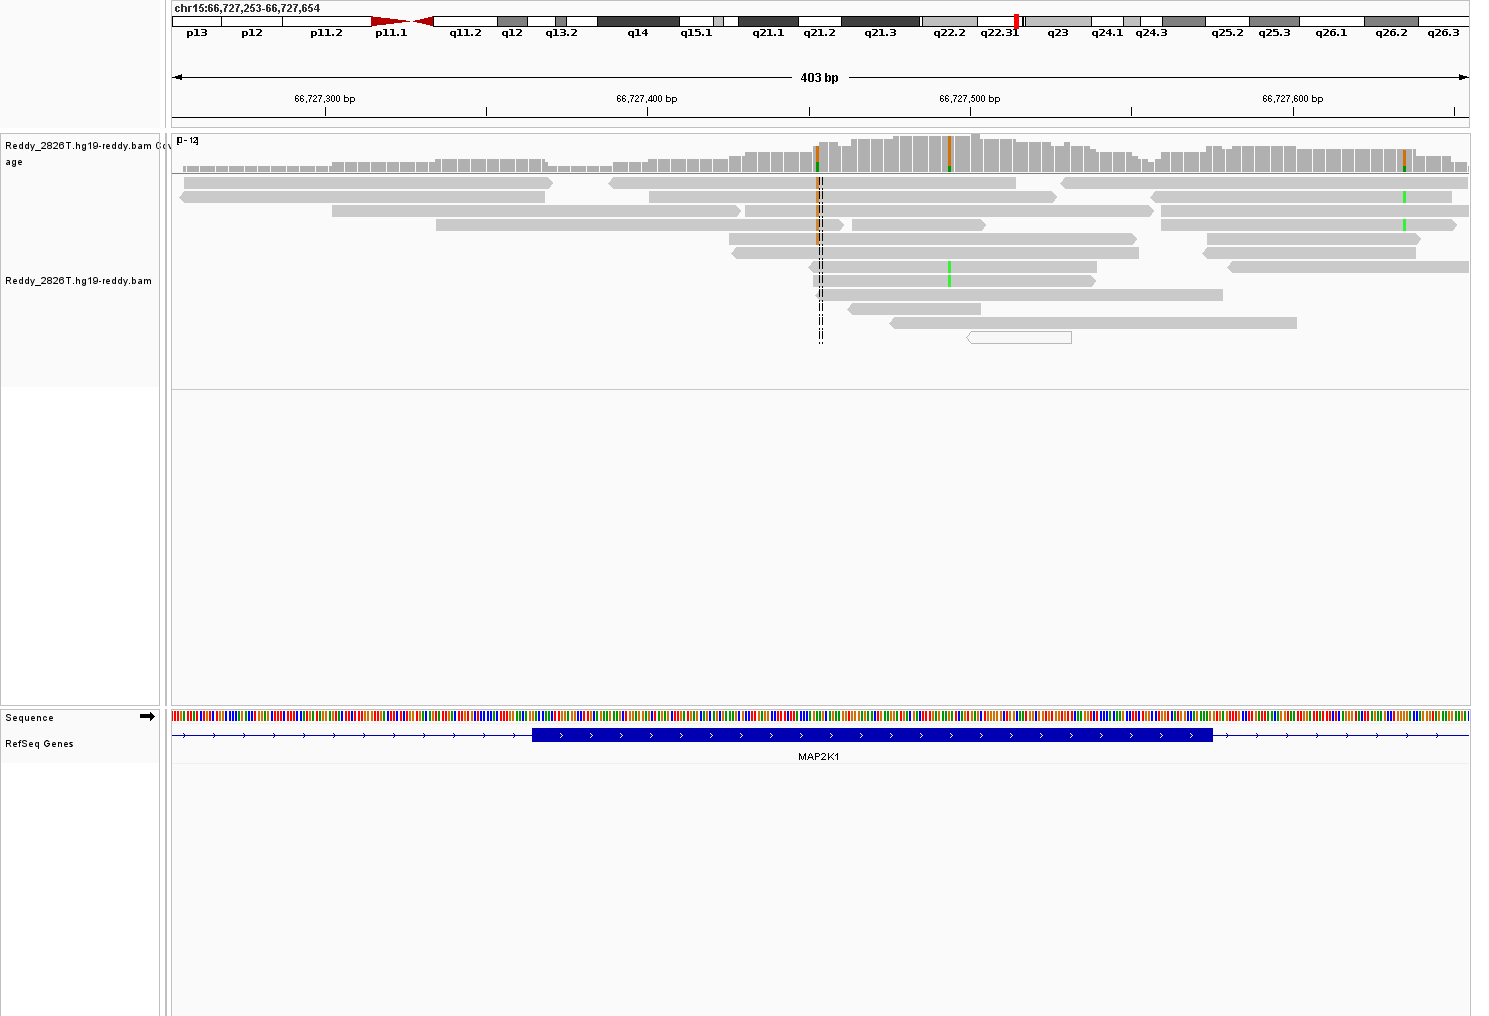 chr15:66,727,253-66,727,654
p13 p12 p11.2 p11.1 q11.2 q12 q13.2 q14 q15.1 q21.1 q21.2 q21.3 q22.2 q22.31 q23 q24.1 q24.3 q25.2 q25.3 q26.1 q26.2 q26.3
403 bp
66,727,300 bp 66,727,400 bp 66,727,500 bp 66,727,600 bp
Reddy_2826T.hg19-reddy.bam Cov
age
[0 - 12]
Reddy_2826T.hg19-reddy.bam
Sequence
RefSeq Genes
MAP2K1